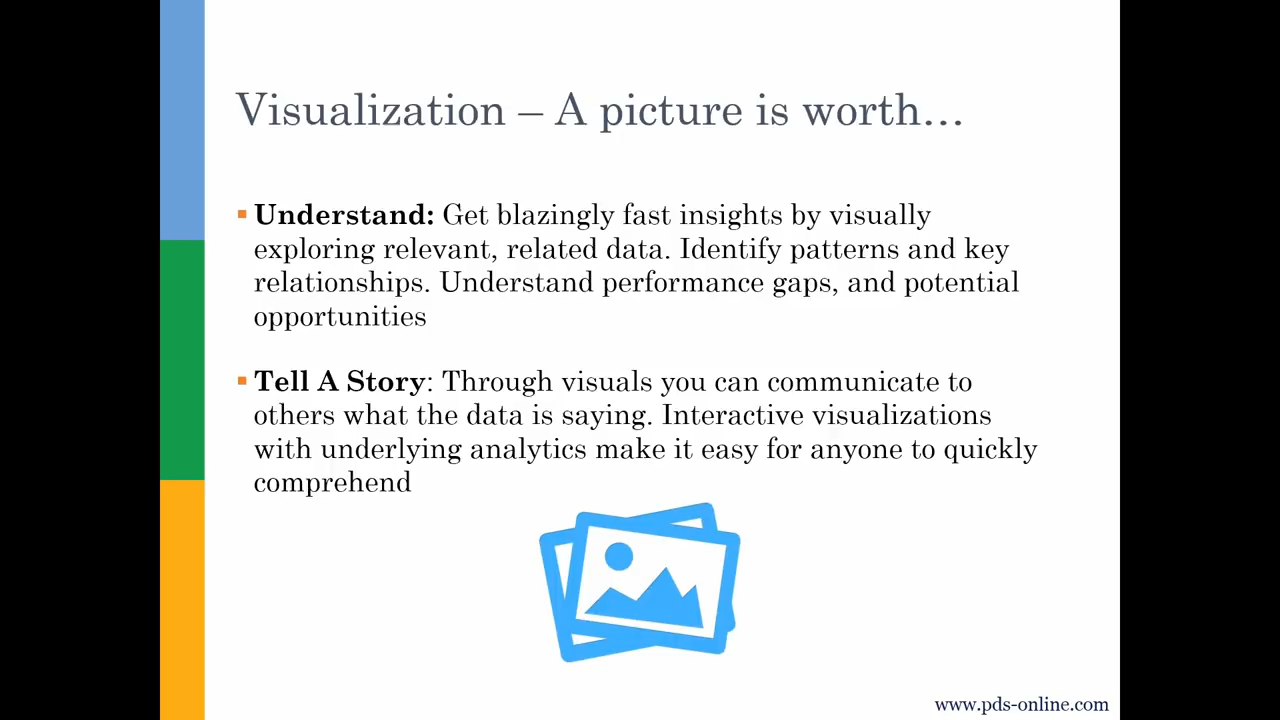 Visualization – A picture is worth…
▪ Understand: Get blazingly fast insights by visually
exploring relevant, related data. Identify patterns and key
relationships. Understand performance gaps, and potential
opportunities
▪ Tell A Story: Through visuals you can communicate to
others what the data is saying. Interactive visualizations
with underlying analytics make it easy for anyone to quickly
comprehend
www.pds-online.com